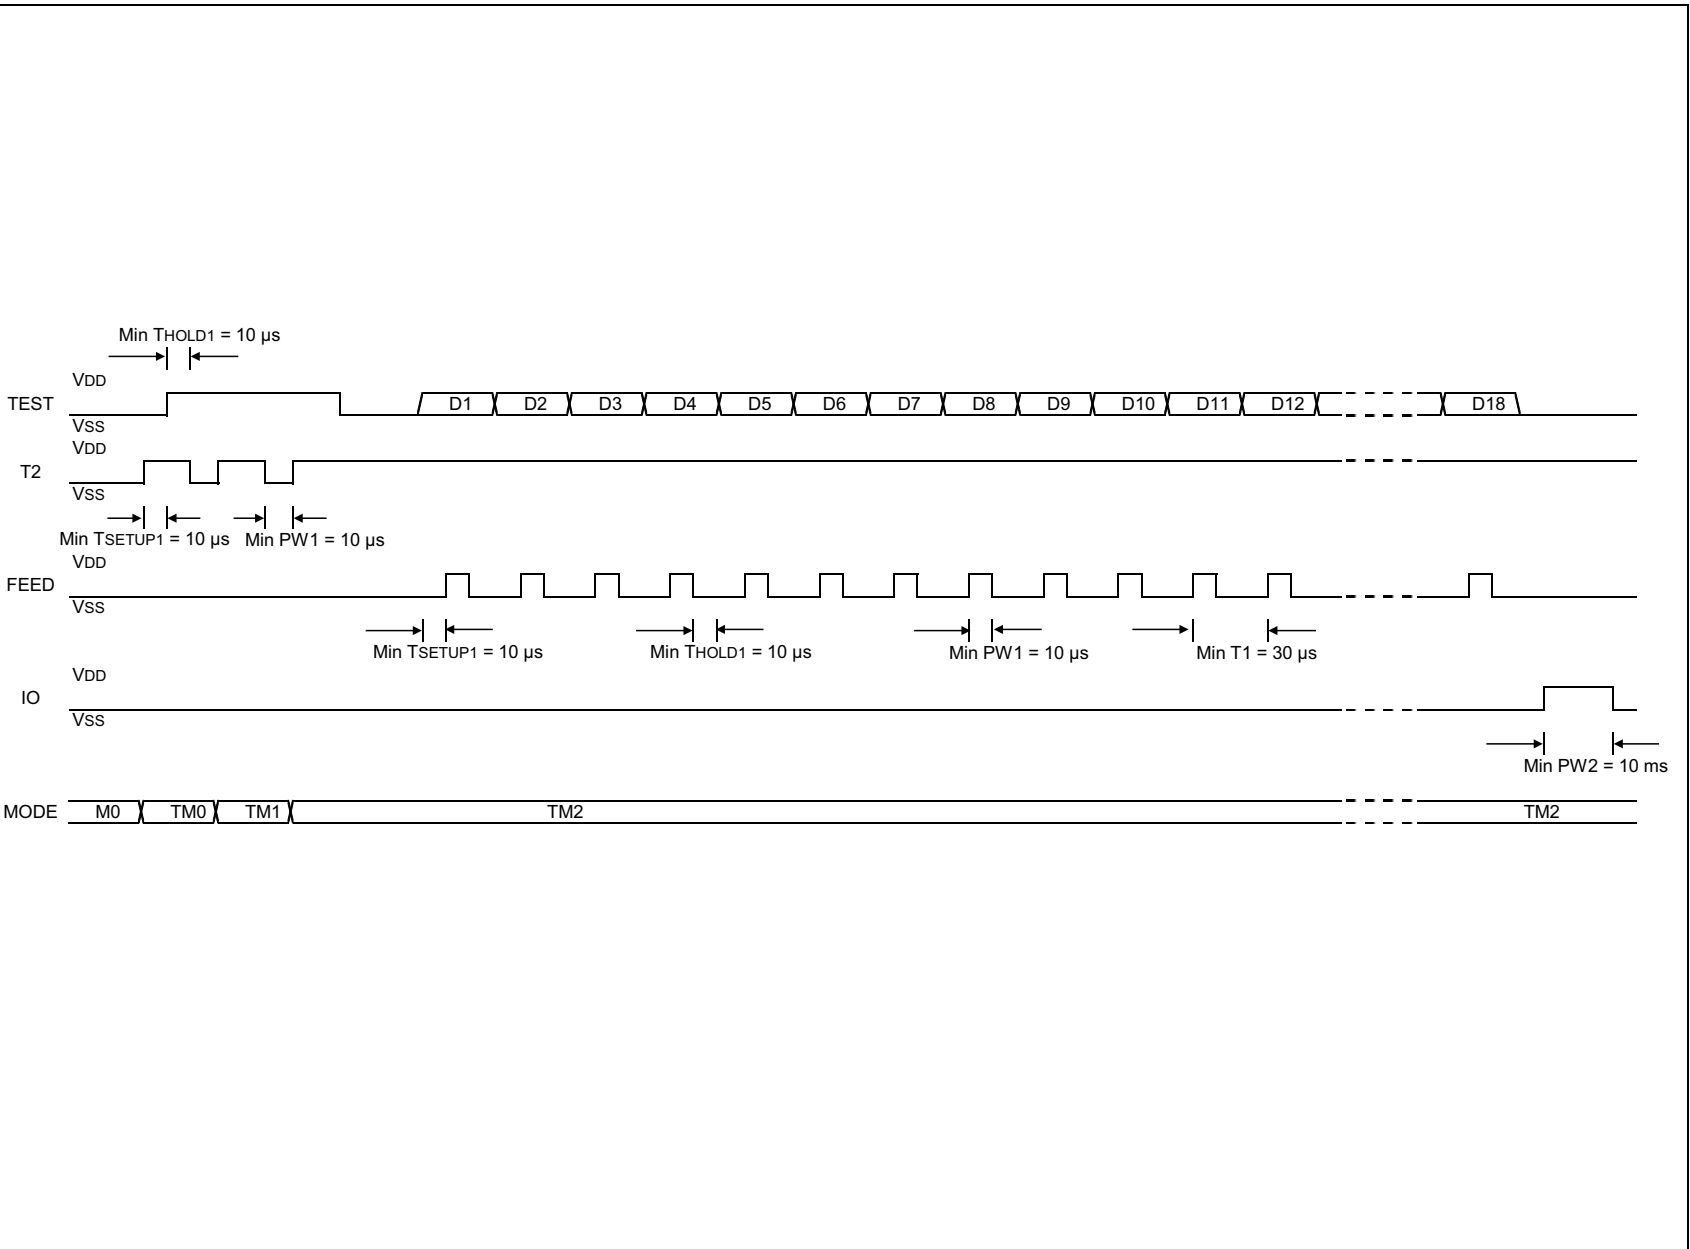 Min THOLD1 = 10 µs
VDD
TEST
D1 D2 D3 D4 D5 D6 D7 D8 D9 D10 D11 D12 D18
VSS
VDD
T2
VSS
Min TSETUP1 = 10 µs Min PW1 = 10 µs
VDD
FEED
VSS
Min TSETUP1 = 10 µs Min THOLD1 = 10 µs Min PW1 = 10 µs Min T1 = 30 µs
VDD
IO
VSS
Min PW2 = 10 ms
MODE M0 TM0 TM1 TM2 TM2